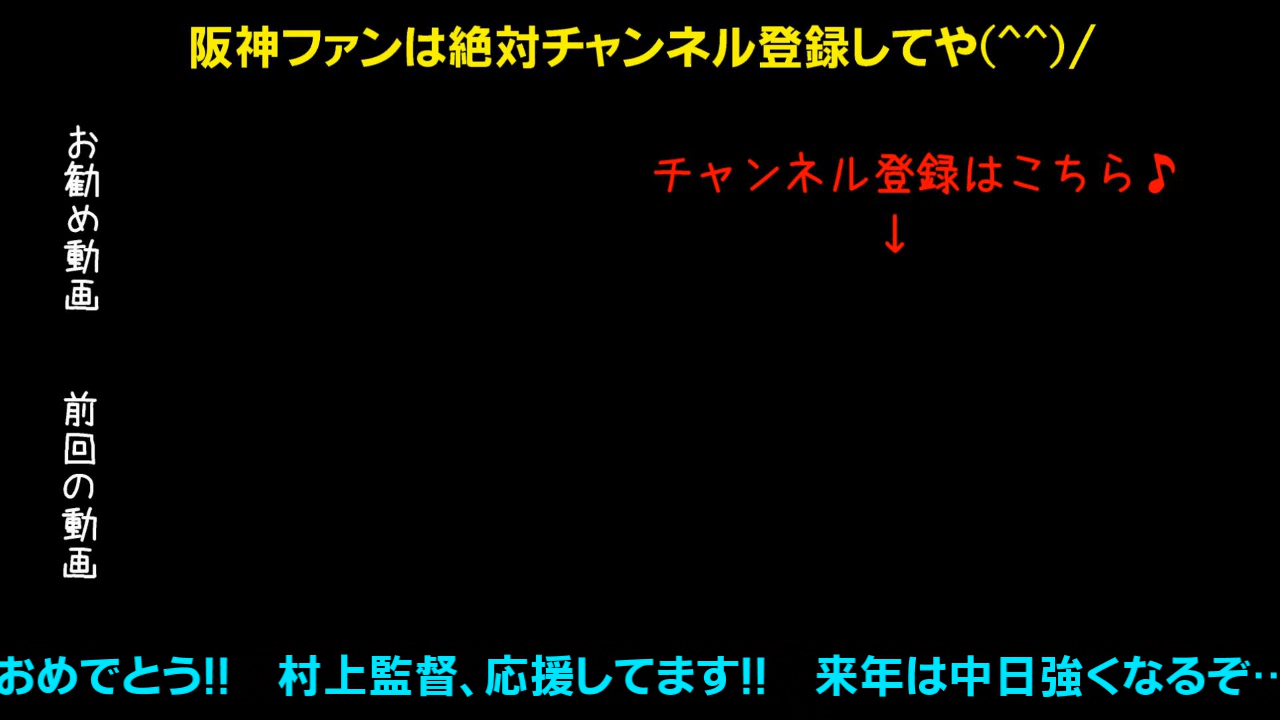 阪神ファンは絶対チャンネル登録してや(^^)/
お勧め動画
チャンネル登録はこちら♪
↓
前回の動画
おめでとう!!　村上監督、応援してます!!　来年は中日強くなるぞ…